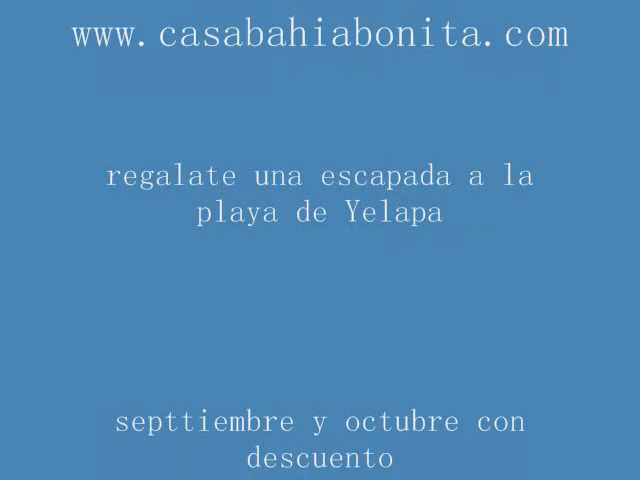 www.casabahiabonita.com
regalate una escapada a la
playa de Yelapa
septtiembre y octubre con
descuento